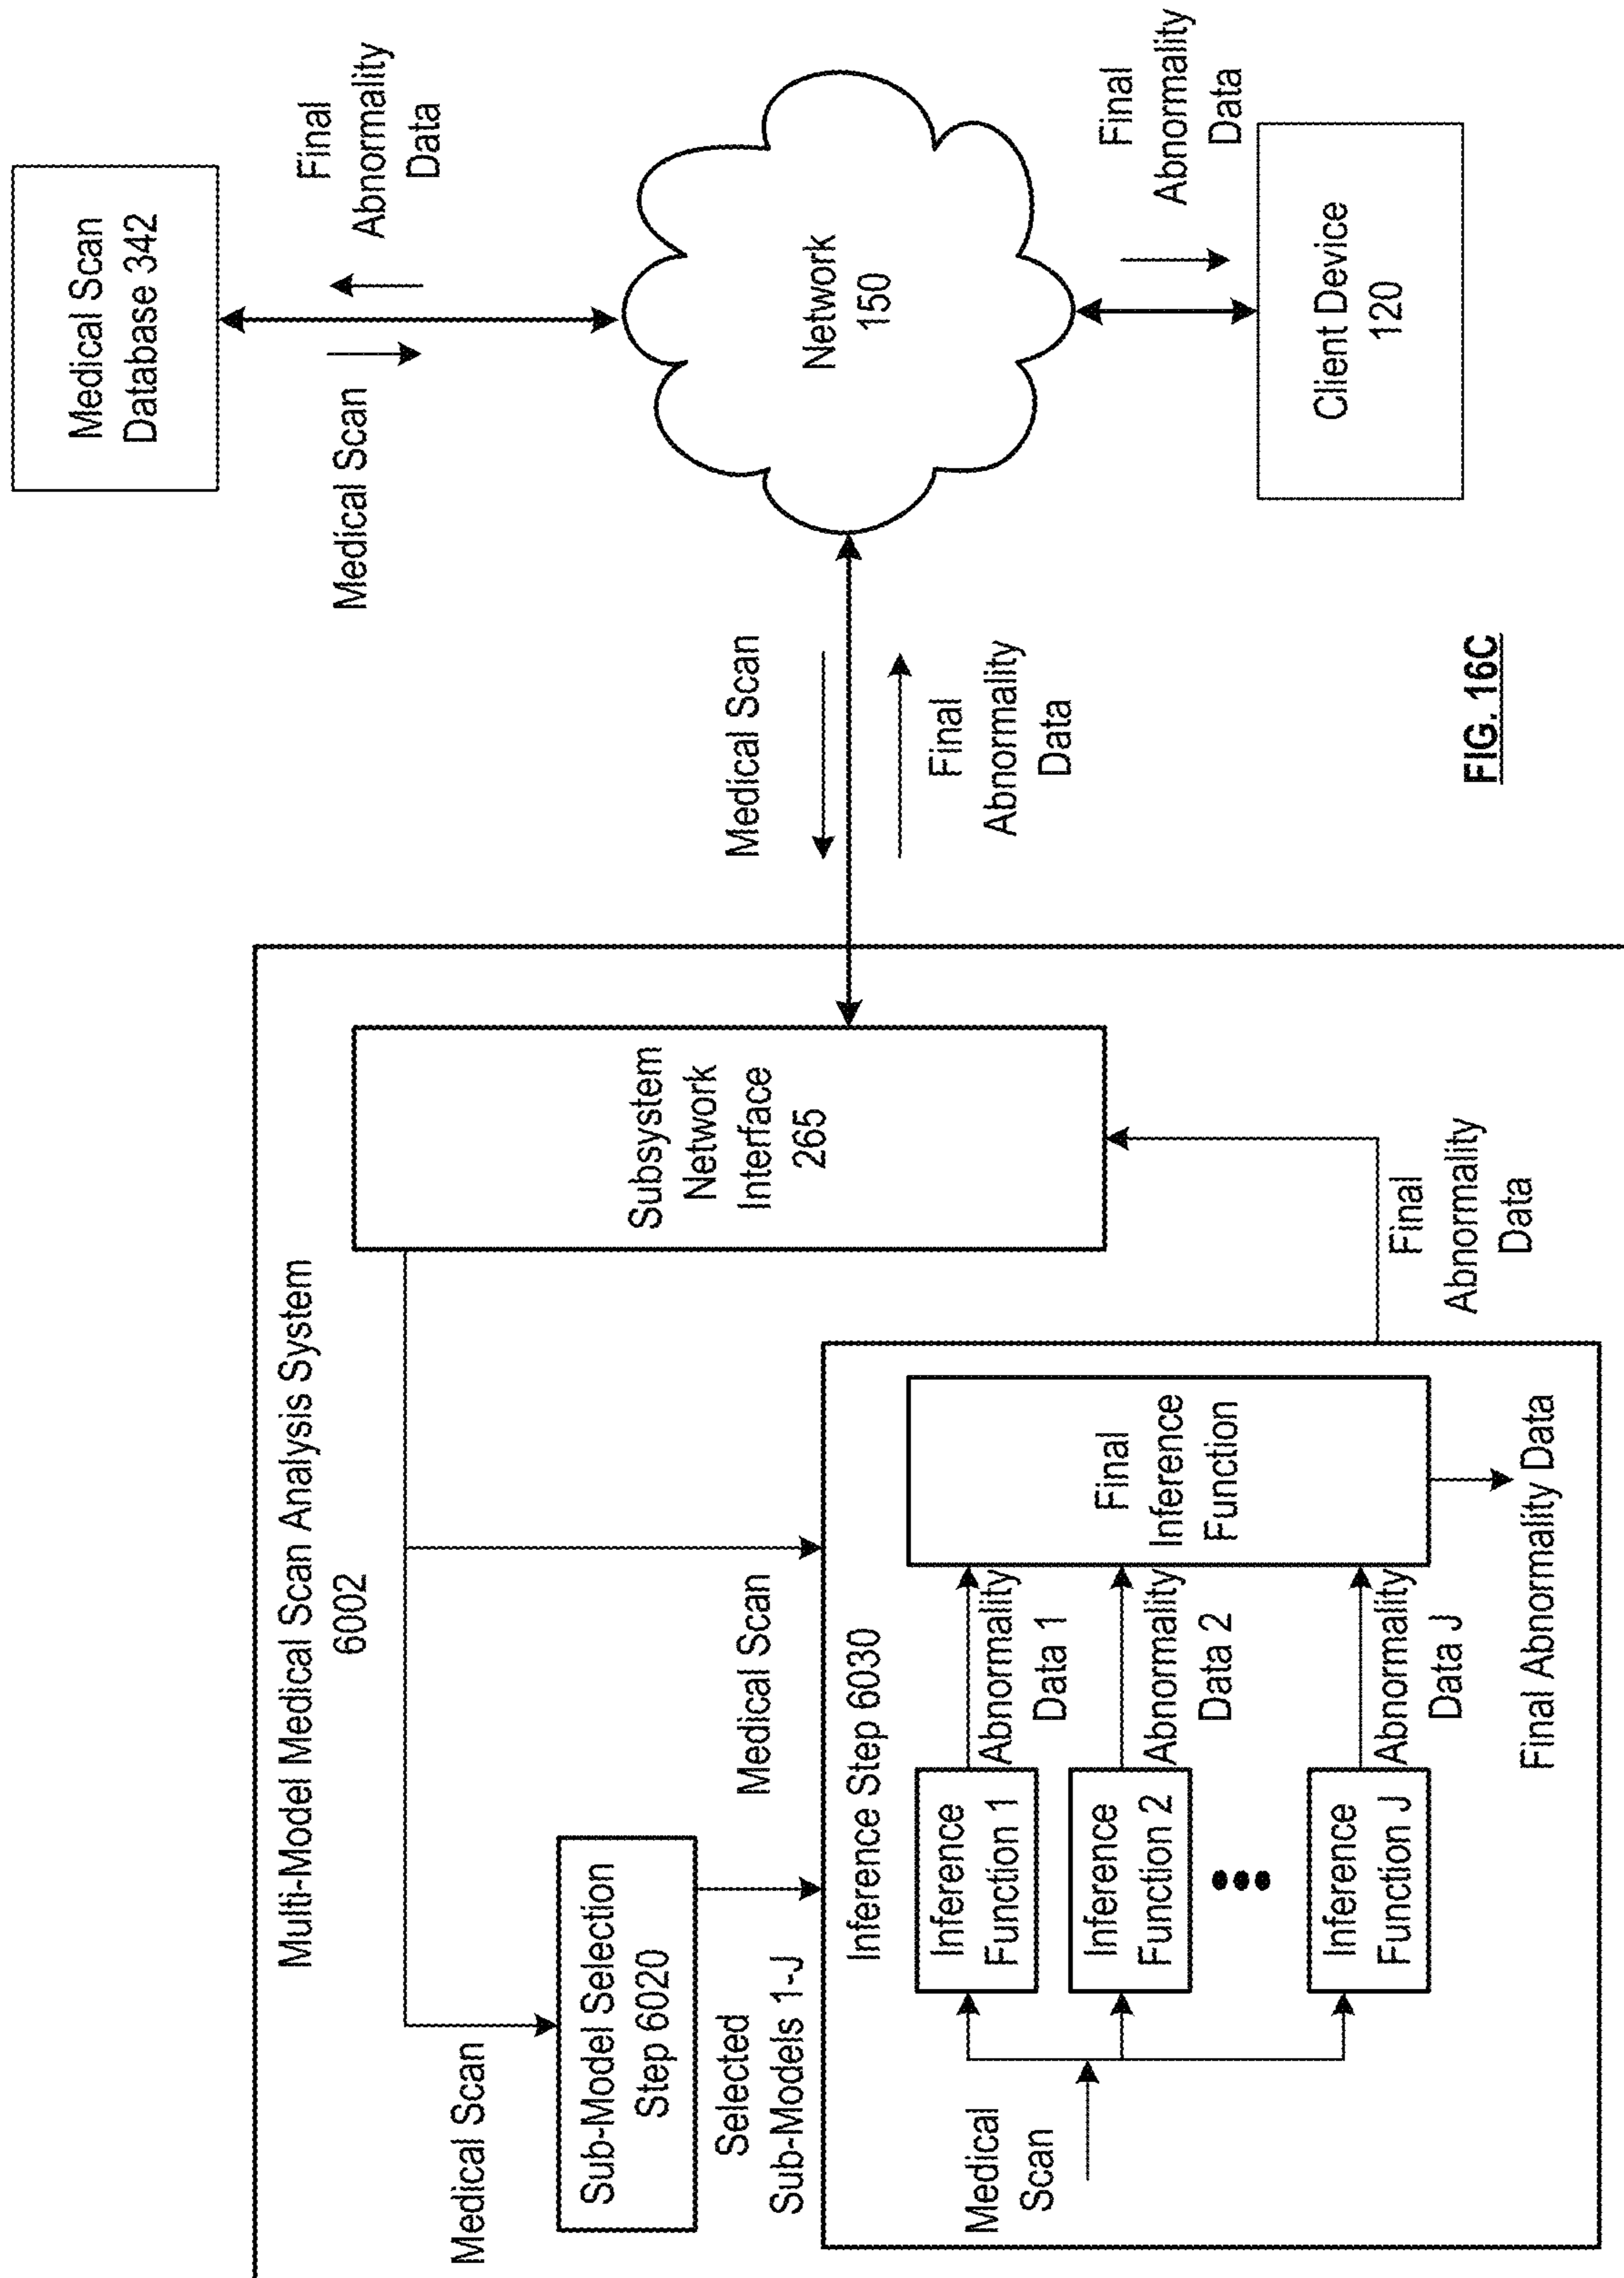 Multi-Model Medical Scan Analysis System
6002
Medical Scan
Sub-Model Selection
Step 6020
Selected
Sub-Models 1-J
Medical Scan
Subsystem
Network
Interface
265
Inference Step 6030
Medical
Scan
Inference
Function 1
Inference
Function 2
Inference
Function J
Abnormality
Data 1
Abnormality
Data 2
Abnormality
Data J
Final
Inference
Function
Final Abnormality Data
Final
Abnormality
Data
Medical Scan
Final
Abnormality
Data
Medical Scan
Database 342
Medical Scan
Final
Abnormality
Data
Network
150
Final
Abnormality
Data
Client Device
120
FIG. 16C